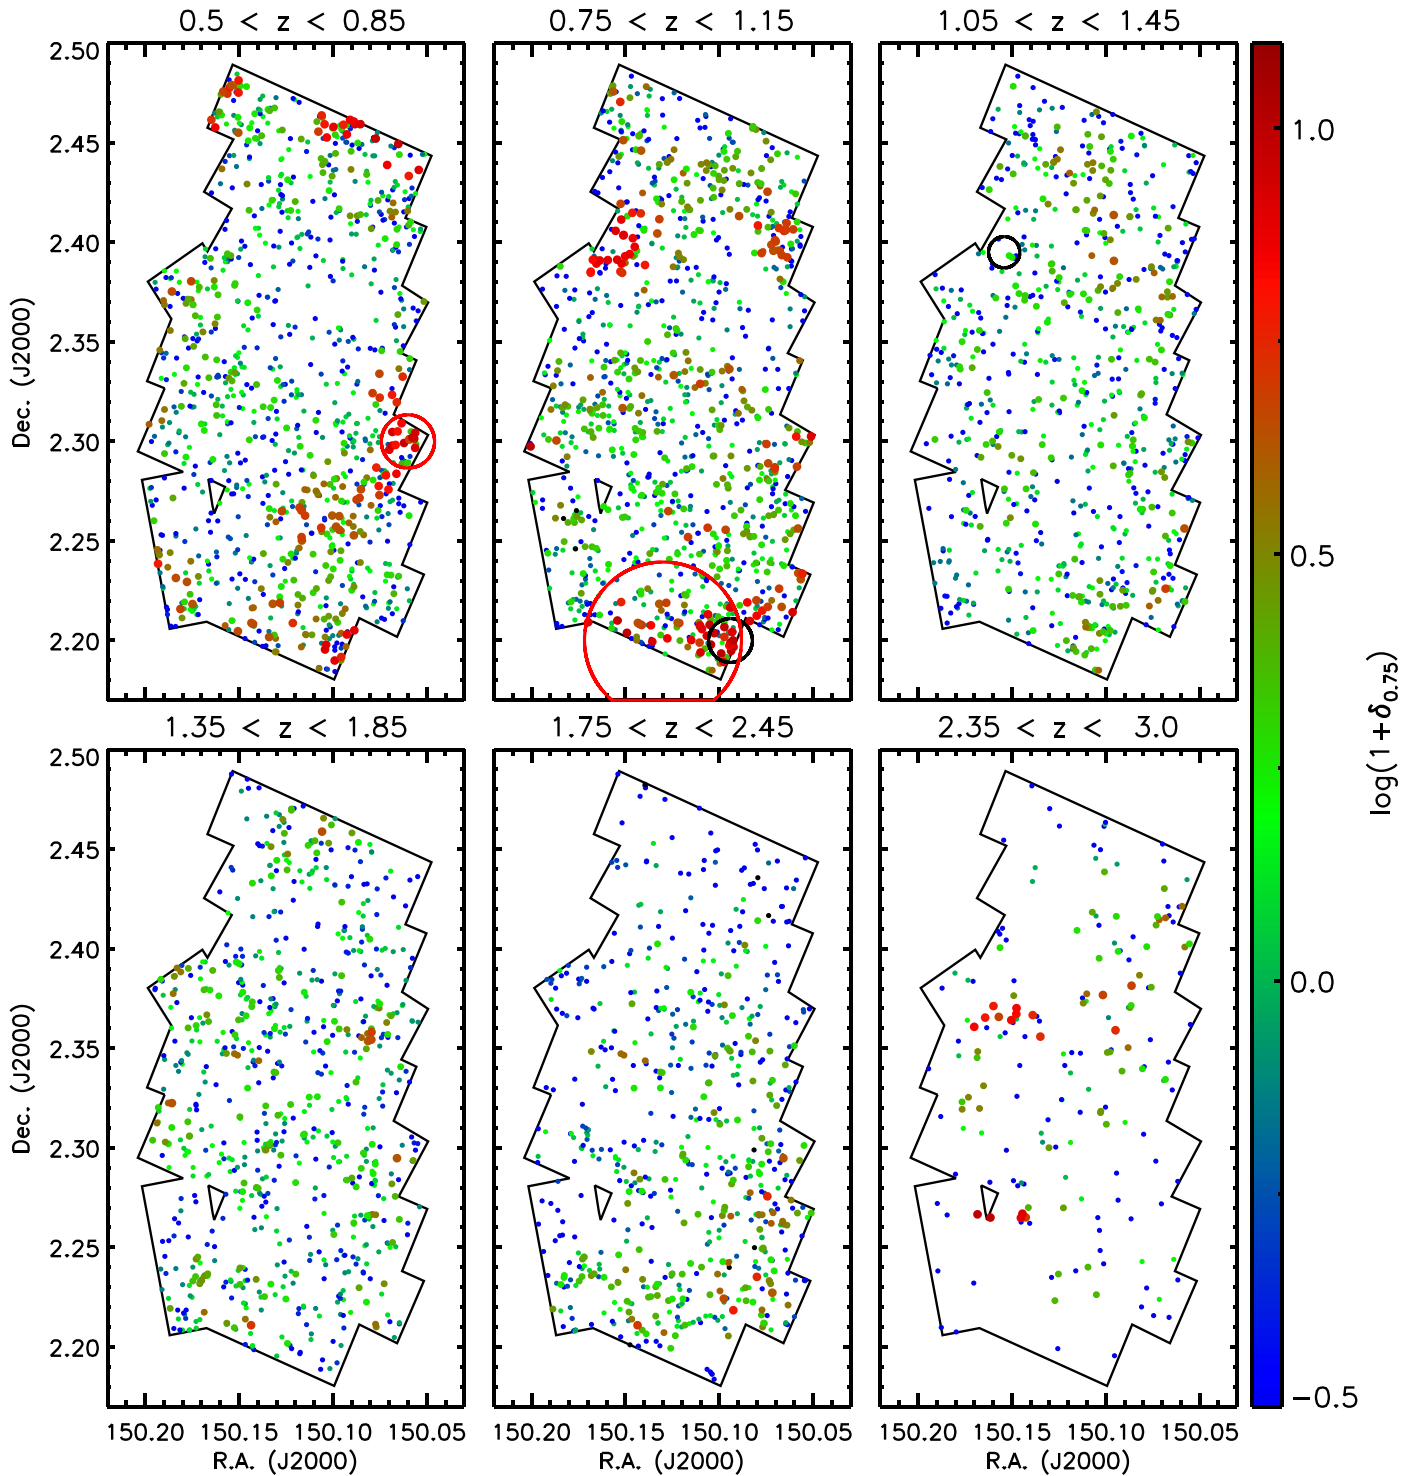 0.5 < z < 0.85
0.75 < z < 1.15
1.05 < z < 1.45
2.50
2.45
2.40
2.35
2.30
2.25
2.20
Dec. (J2000)
1.35 < z < 1.85
1.75 < z < 2.45
2.35 < z < 3.0
2.50
2.45
2.40
2.35
2.30
2.25
2.20
Dec. (J2000)
150.20 150.15 150.10 150.05
150.20 150.15 150.10 150.05
150.20 150.15 150.10 150.05
R.A. (J2000)
R.A. (J2000)
R.A. (J2000)
1.0
0.5
0.0
−0.5
log(1+δ0.75)